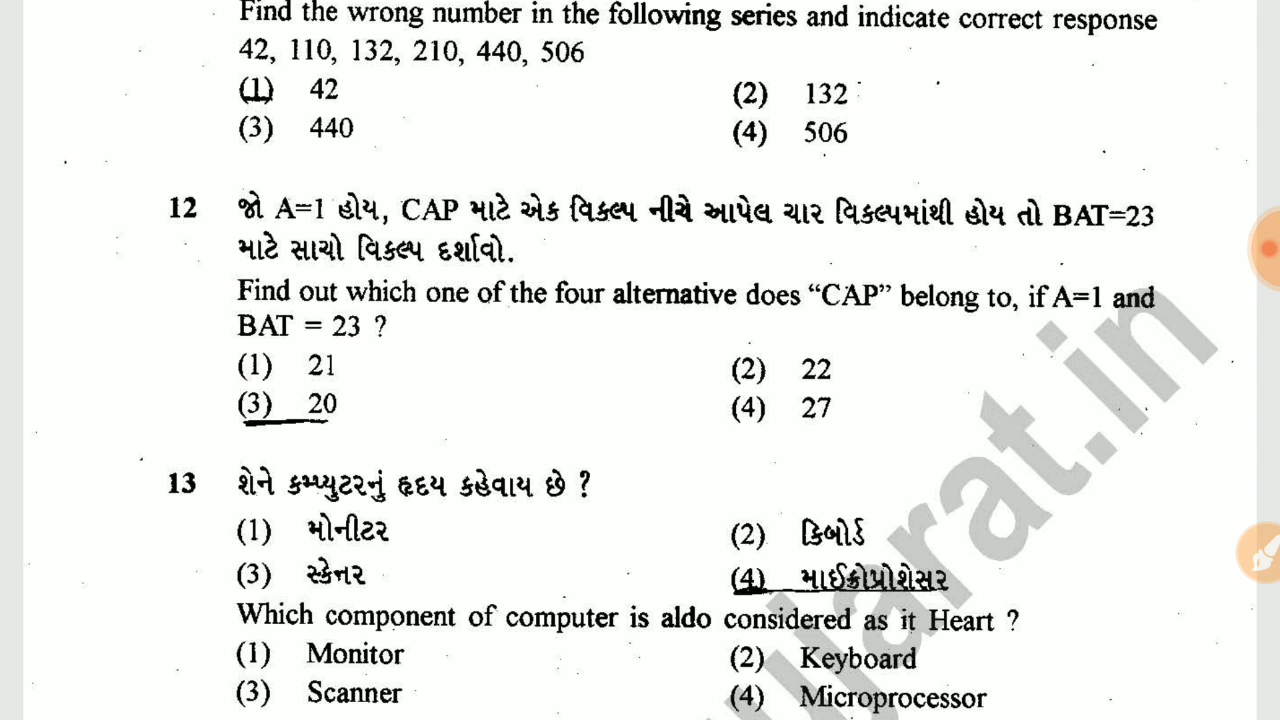 Find the wrong number in the following series and indicate correct response
42, 110, 132, 210, 440, 506
(1) 42 (2) 132
(3) 440 (4) 506
12 જો A=1 હોય, CAP માટે એક વિકલ્પ નીચે આપેલ ચાર વિકલ્પમાંથી હોય તો BAT=23
માટે સાચો વિકલ્પ દર્શાવો.
Find out which one of the four alternative does “CAP” belong to, if A=1 and
BAT = 23 ?
(1) 21 (2) 22
(3) 20 (4) 27
13 શેને કમ્પ્યુટરનું હૃદય કહેવાય છે ?
(1) મોનીટર (2) કિબોર્ડ
(3) સ્કેનર (4) માઈક્રોપ્રોશેસર
Which component of computer is aldo considered as it Heart ?
(1) Monitor (2) Keyboard
(3) Scanner (4) Microprocessor
ujarat.in